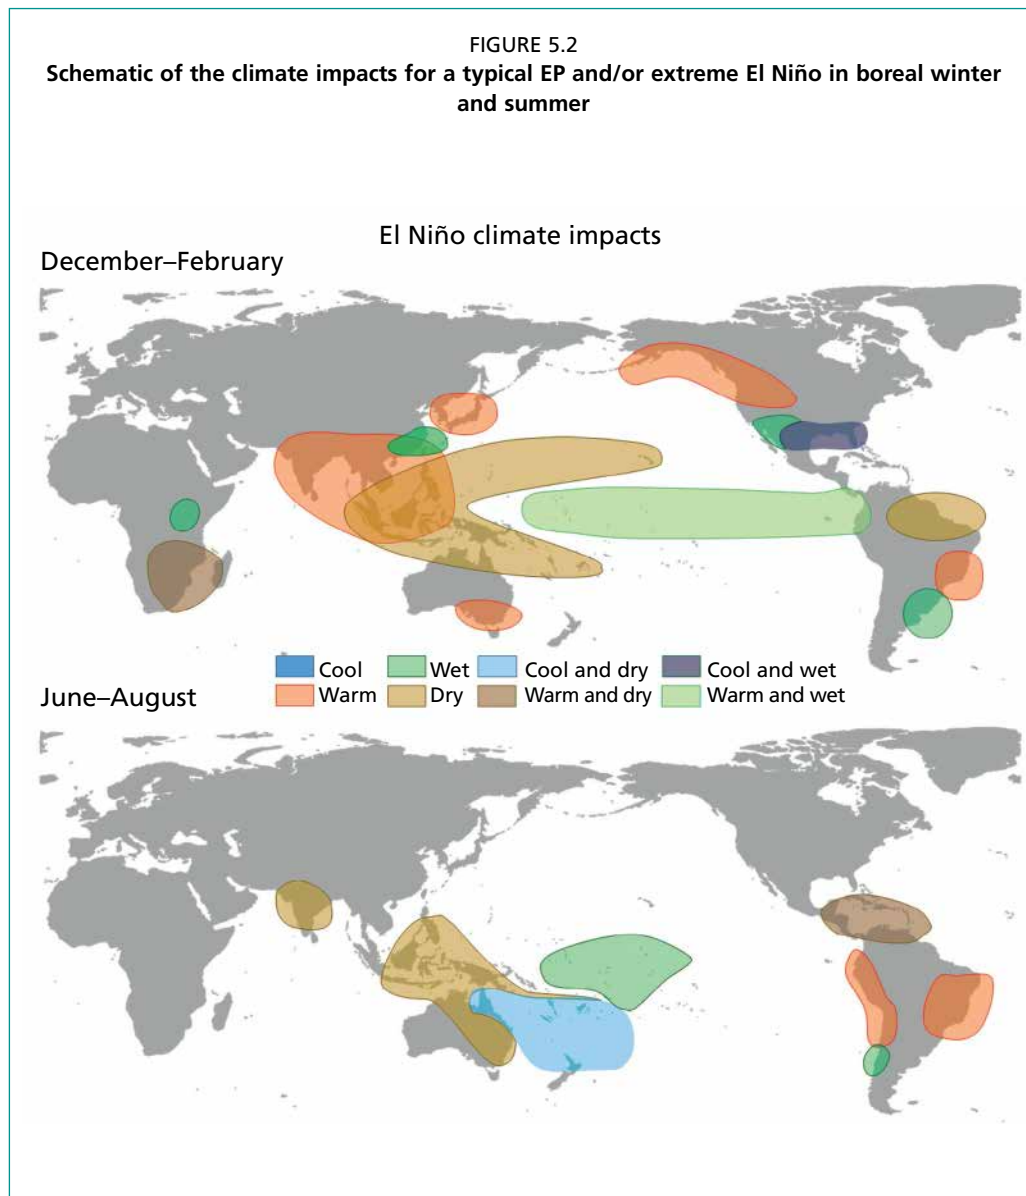 FIGURE 5.2
Schematic of the climate impacts for a typical EP and/or extreme El Niño in boreal winter
and summer
El Niño climate impacts
December–February
Cool Wet Cool and dry Cool and wet
Warm Dry Warm and dry Warm and wet
June–August